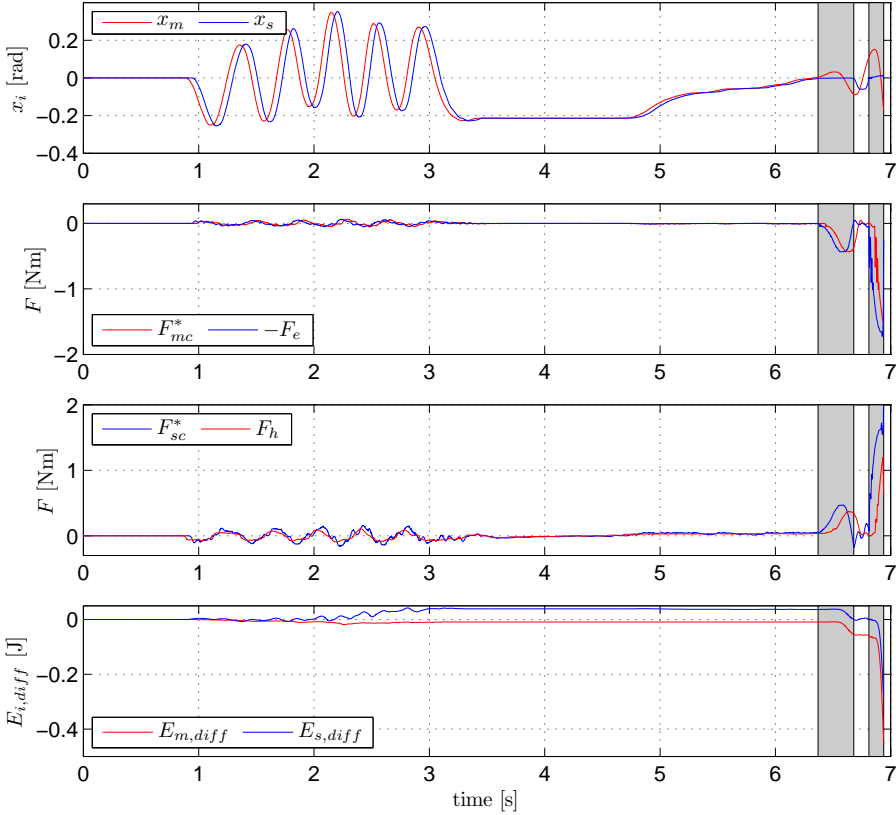 x_m x_s
x_i [rad]
0.2
0
−0.2
−0.4
0 1 2 3 4 5 6 7
F [Nm]
0
−1
−2
F*_mc −F_e
0 1 2 3 4 5 6 7
F*_sc F_h
F [Nm]
2
1
0
0 1 2 3 4 5 6 7
E_i,diff [J]
0
−0.2
−0.4
E_m,diff E_s,diff
0 1 2 3 4 5 6 7
time [s]